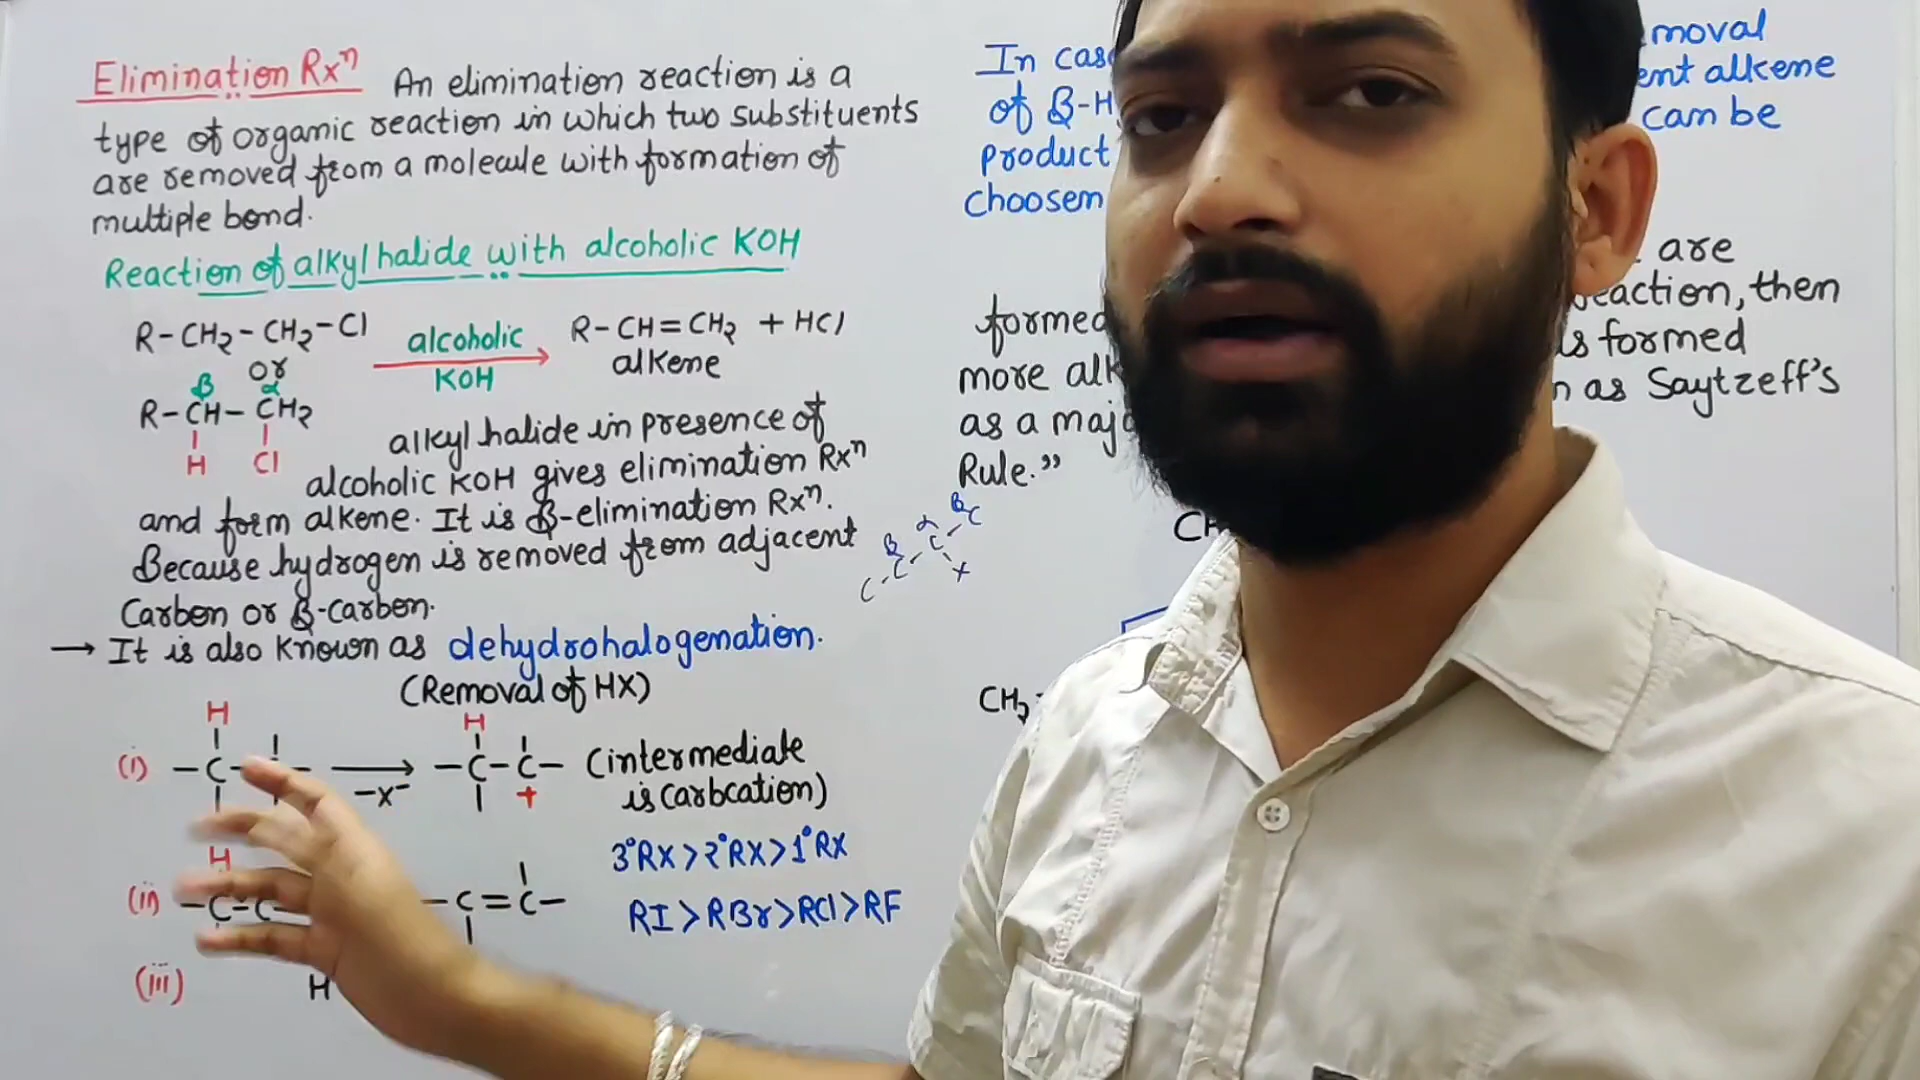 Elimination Rxⁿ An elimination reaction is a
type of organic reaction in which two substituents
are removed from a molecule with formation of
multiple bond.
Reaction of alkyl halide with alcoholic KOH
R-CH₂-CH₂-Cl alcoholic KOH R-CH=CH₂ + HCl
or
alkene
β α
R-CH-CH₂
H Cl
alkyl halide in presence of
alcoholic KOH gives elimination Rxⁿ
and form alkene. It is β-elimination Rxⁿ.
Because hydrogen is removed from adjacent
Carbon or β-carbon.
→ It is also known as dehydrohalogenation.
(Removal of HX)
H H
(i) -C- → -C-C- (intermediate
-X⁻ + is carbcation)
3°RX > 2°RX > 1°RX
H
(ii) -C-C- -C=C-
RI > RBr > RCl > RF
(iii) H
In
of β-H
product
choosen
ent alkene
can be
are
formed
reaction, then
more
is formed
as Saytzeff's
as a
Rule.”
β
α C
β C
C C X
CH₂